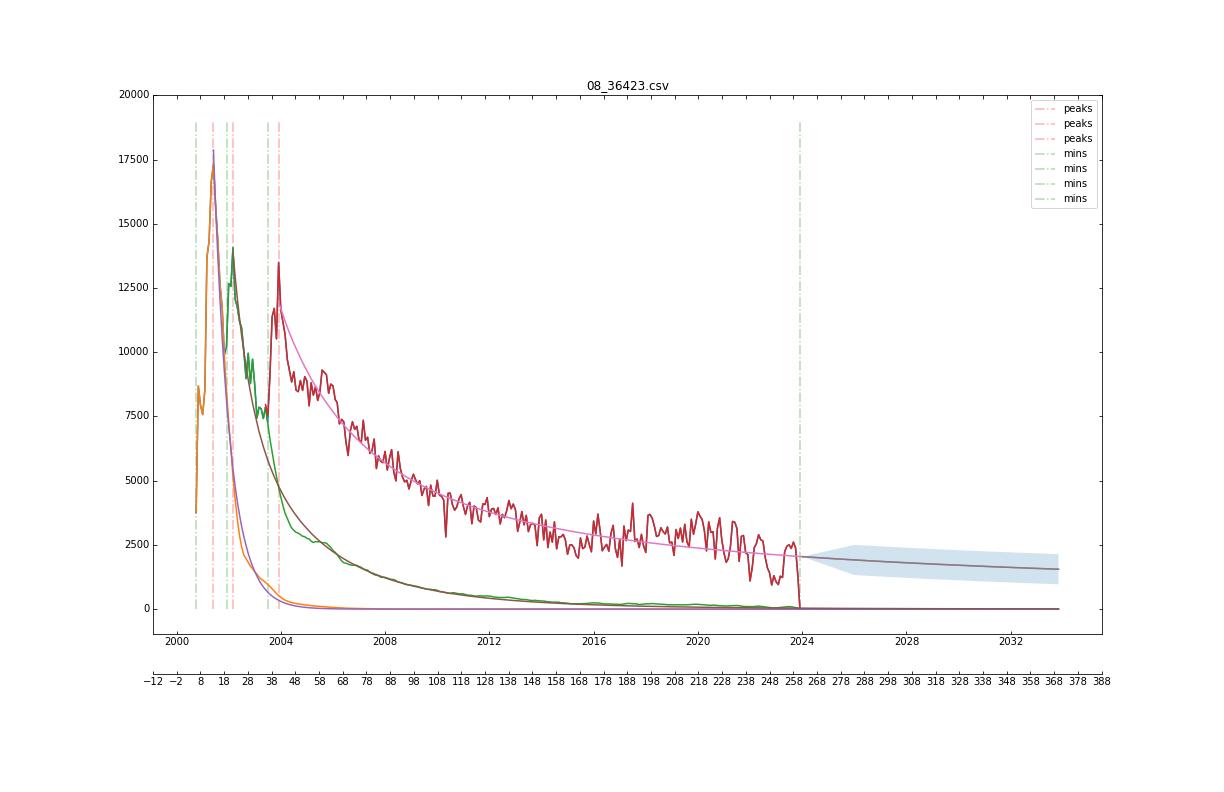 08_36423.csv
20000
17500
15000
12500
10000
7500
5000
2500
0
peaks
peaks
peaks
mins
mins
mins
mins
2000 2004 2008 2012 2016 2020 2024 2028 2032
−12 −2 8 18 28 38 48 58 68 78 88 98 108 118 128 138 148 158 168 178 188 198 208 218 228 238 248 258 268 278 288 298 308 318 328 338 348 358 368 378 388